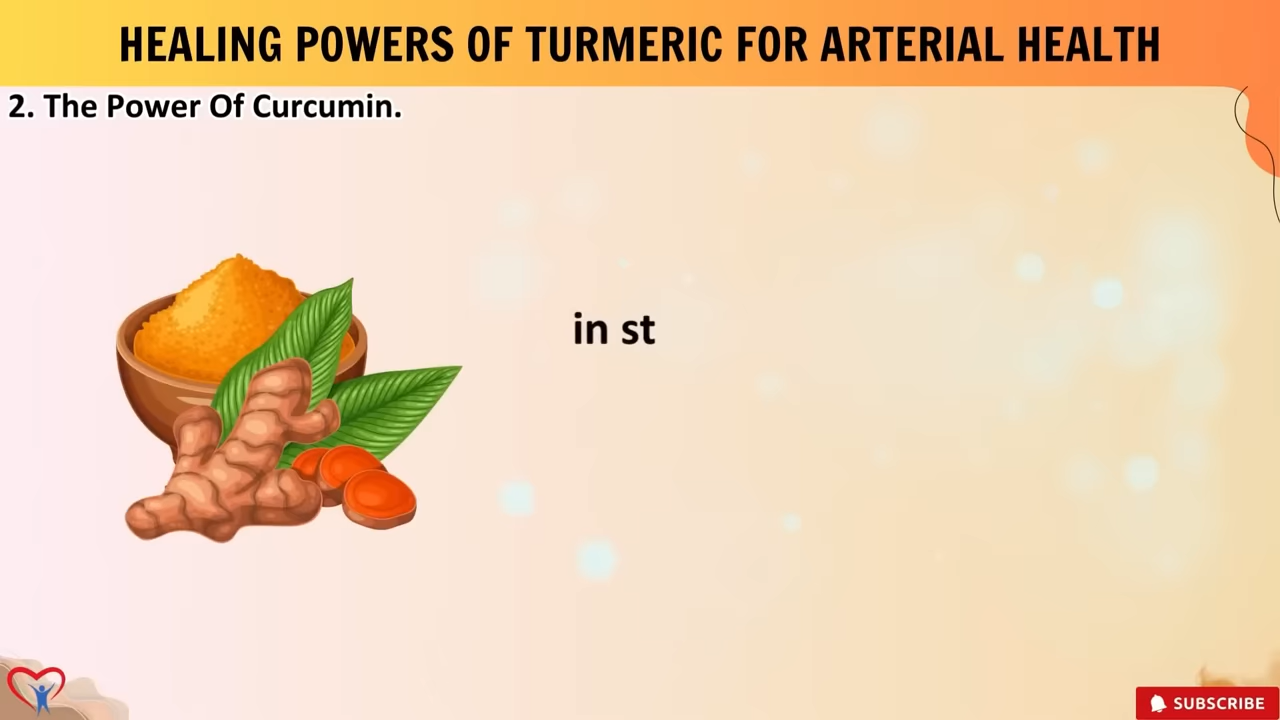 HEALING POWERS OF TURMERIC FOR ARTERIAL HEALTH
2. The Power Of Curcumin.
in st
SUBSCRIBE